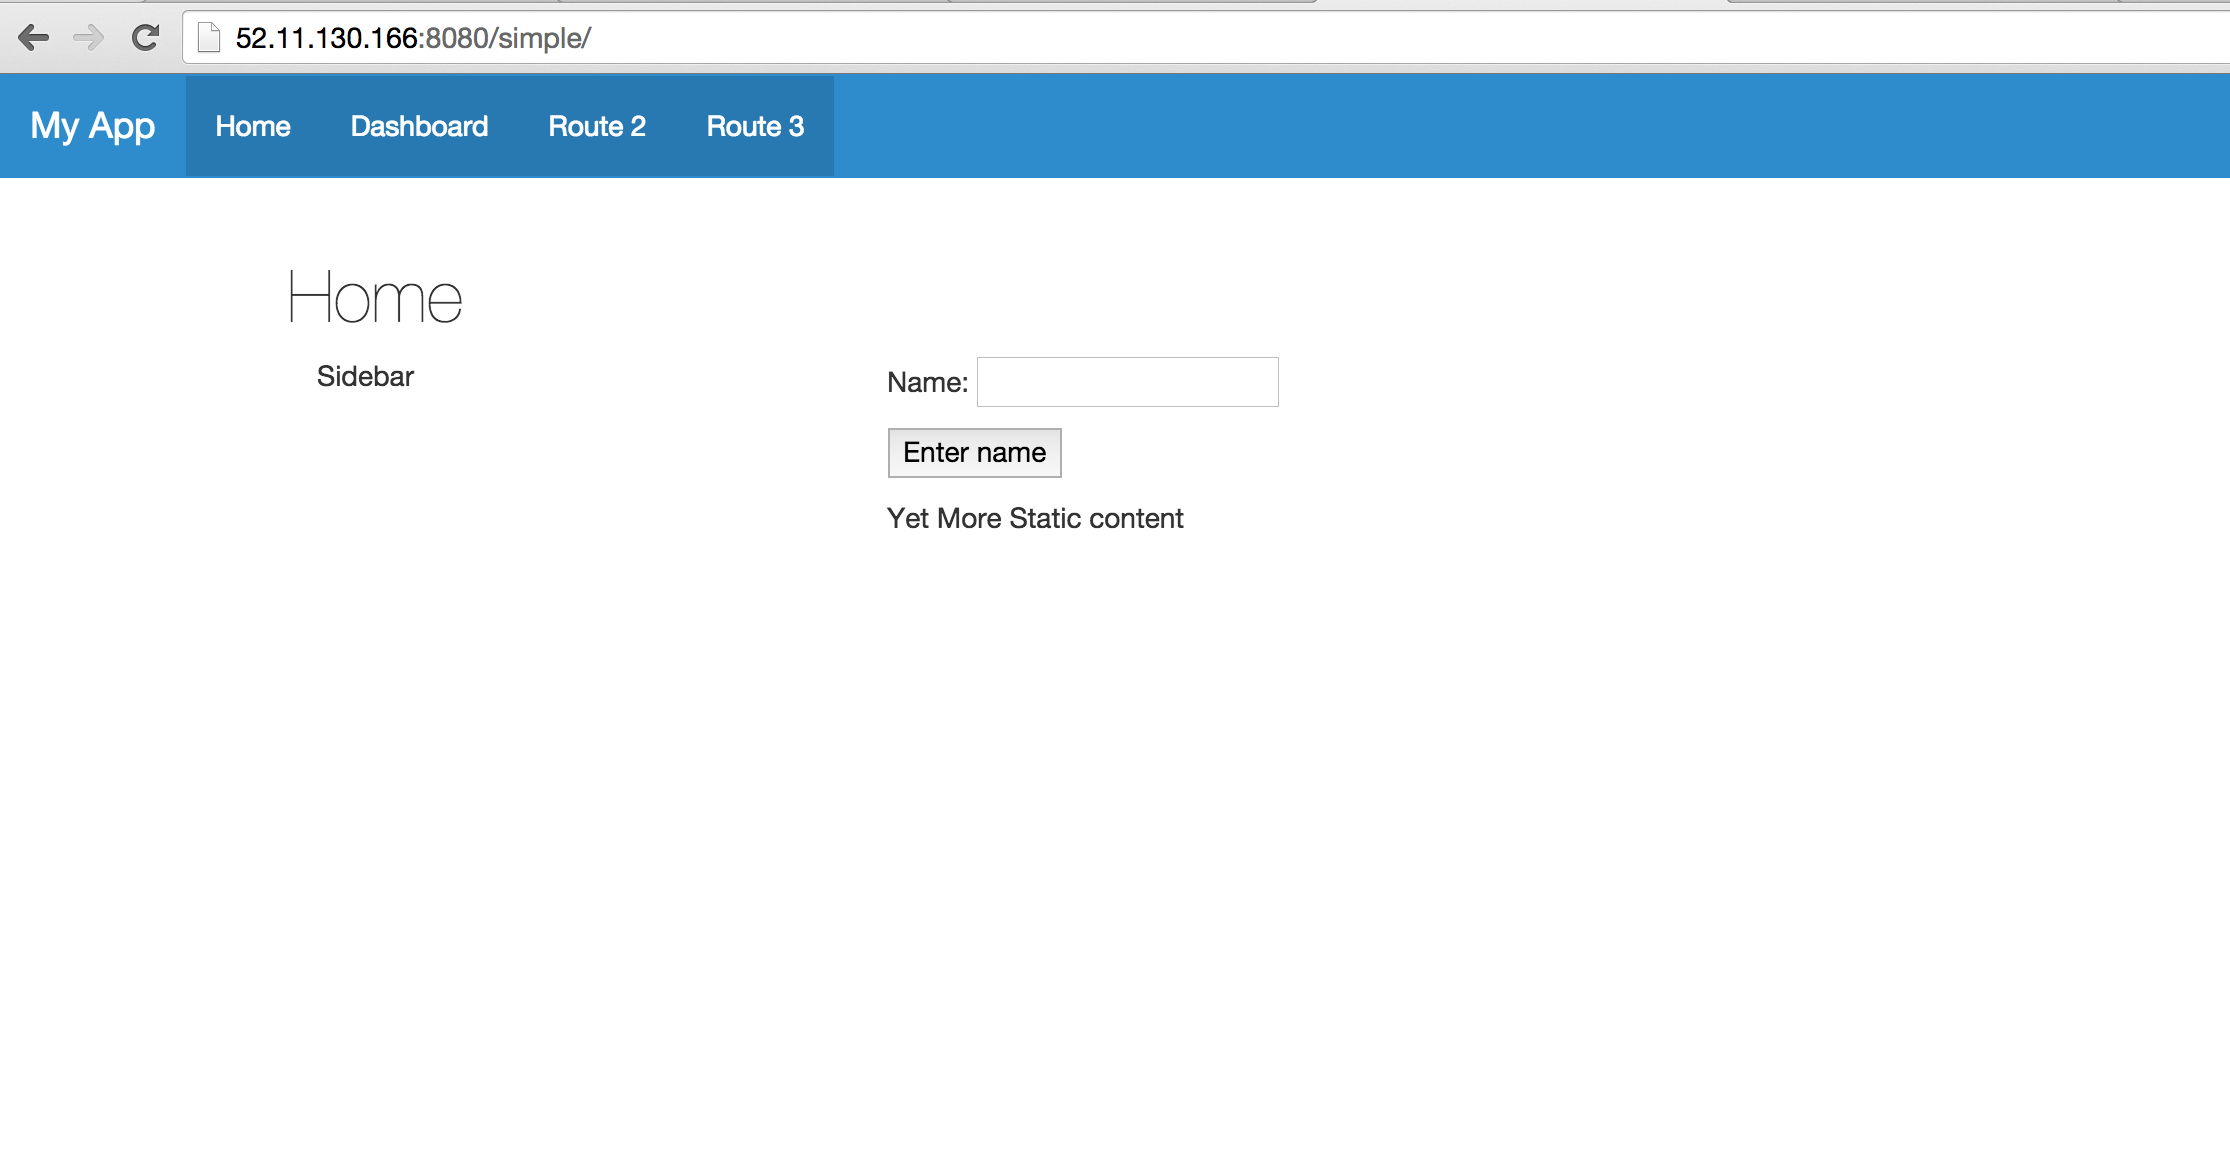 52.11.130.166:8080/simple/
My App Home Dashboard Route 2 Route 3
Home
Sidebar
Name:
Enter name
Yet More Static content